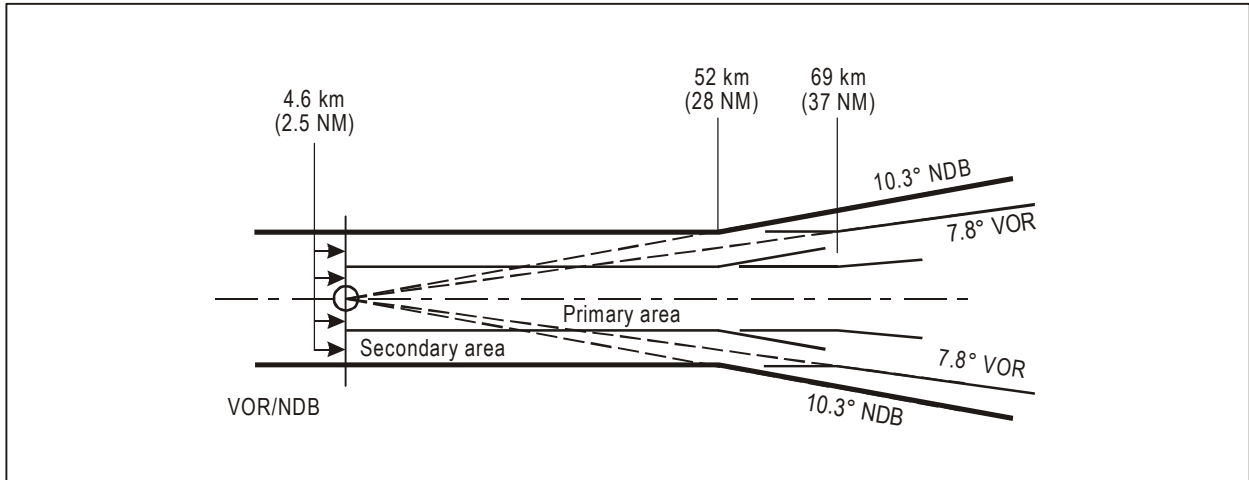 52 km
(28 NM)
69 km
(37 NM)
4.6 km
(2.5 NM)
10.3° NDB
7.8° VOR
Primary area
Secondary area
7.8° VOR
10.3° NDB
VOR/NDB